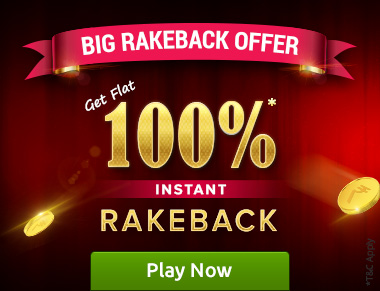 BIG RAKEBACK OFFER
Get Flat
100%*
INSTANT
RAKEBACK
Play Now
*T&C Apply